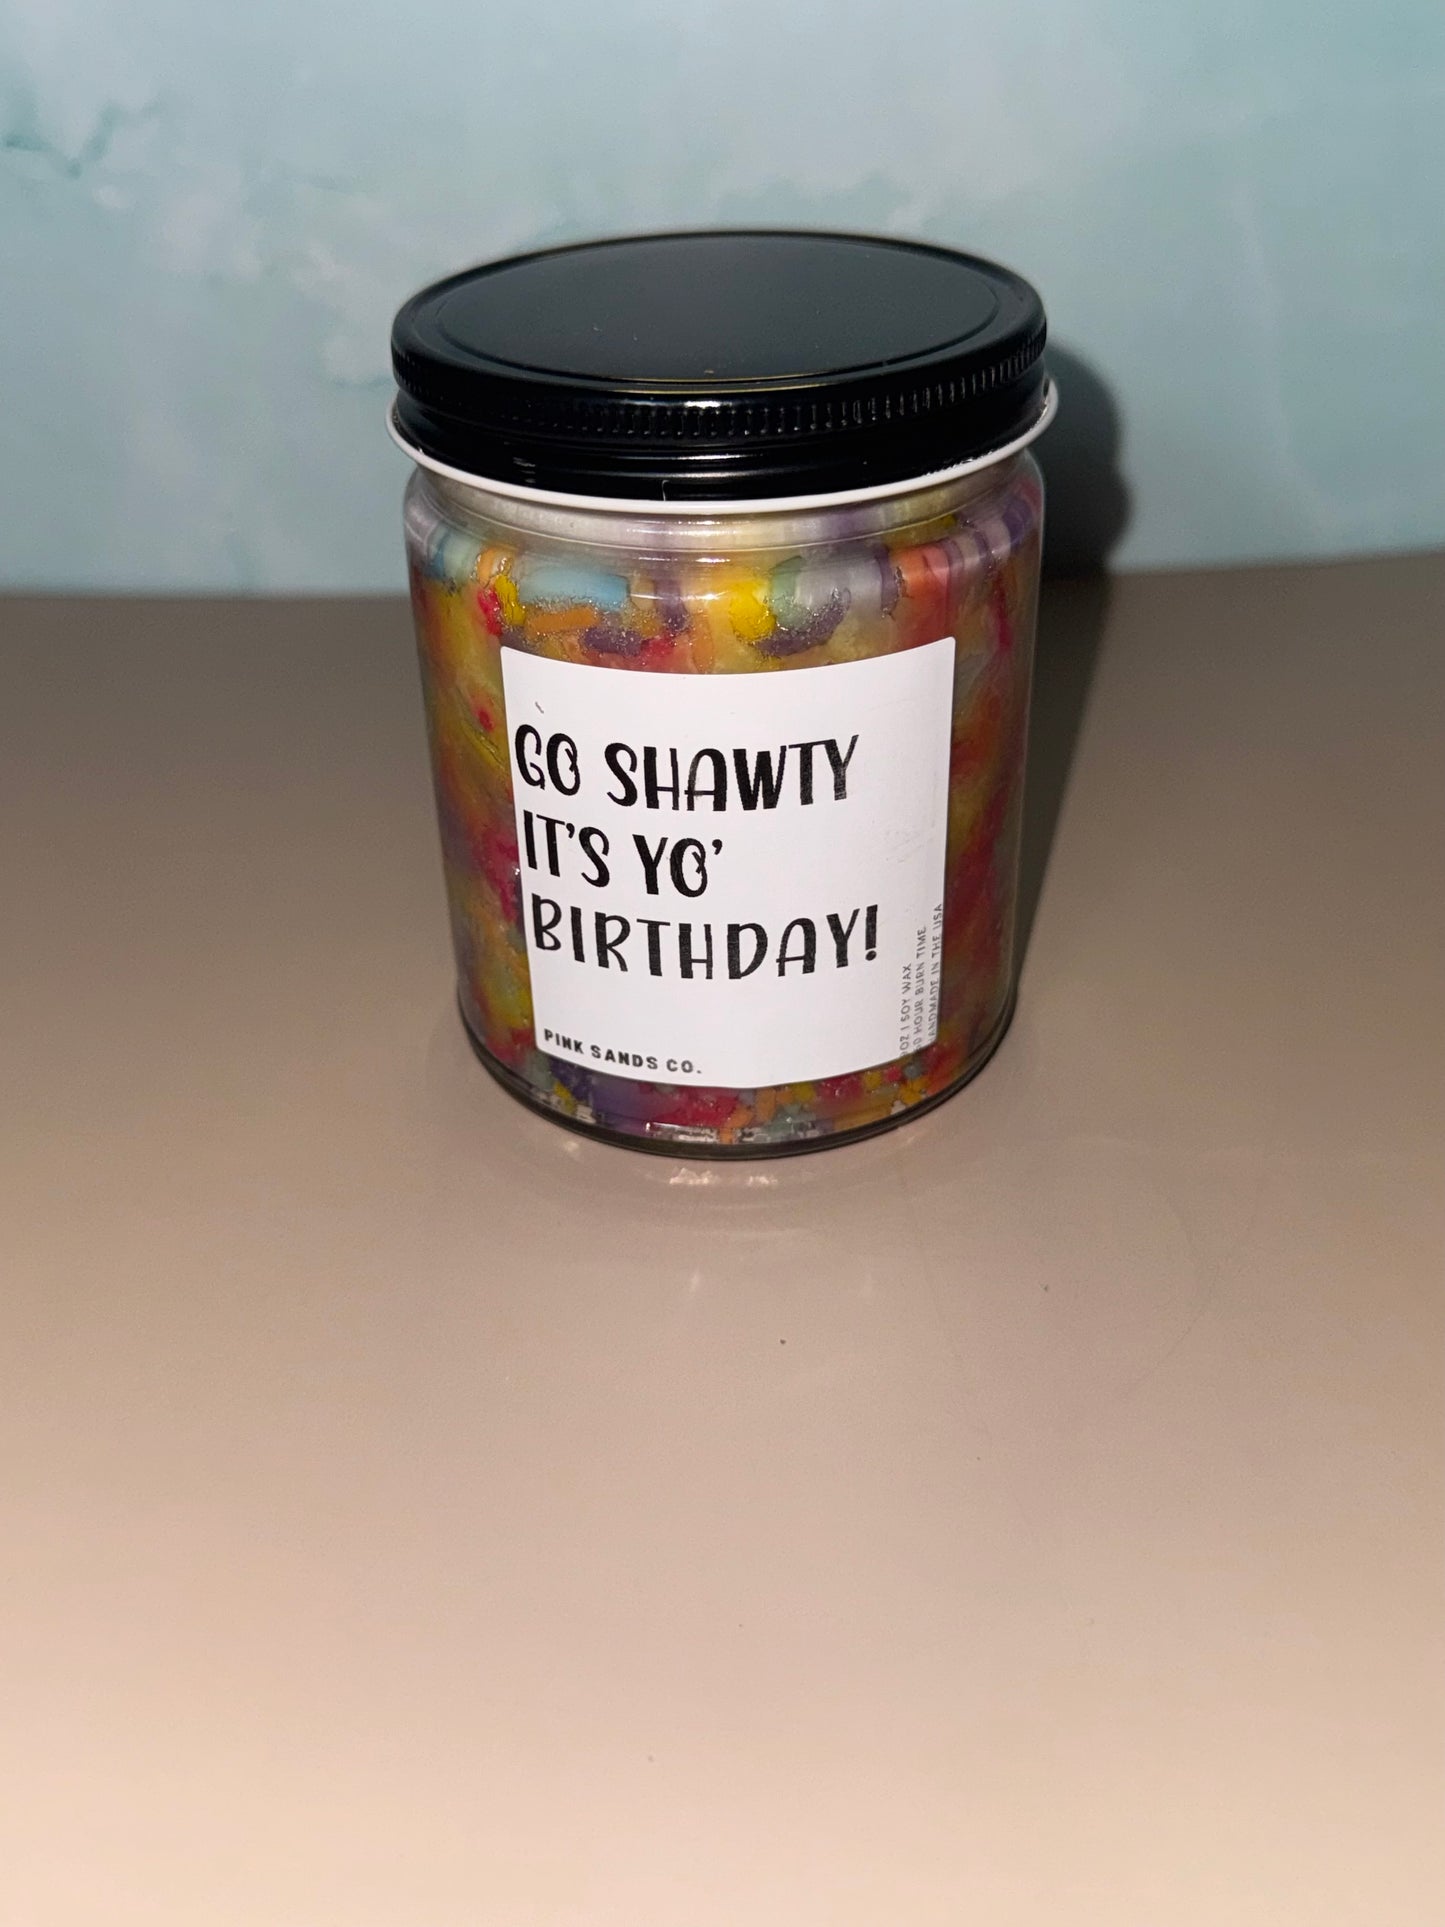 GO SHAWTY
IT'S YO'
BIRTHDAY!
PINK SANDS CO.
SOY WAX
HOUR BURN TIME
IN THE USA